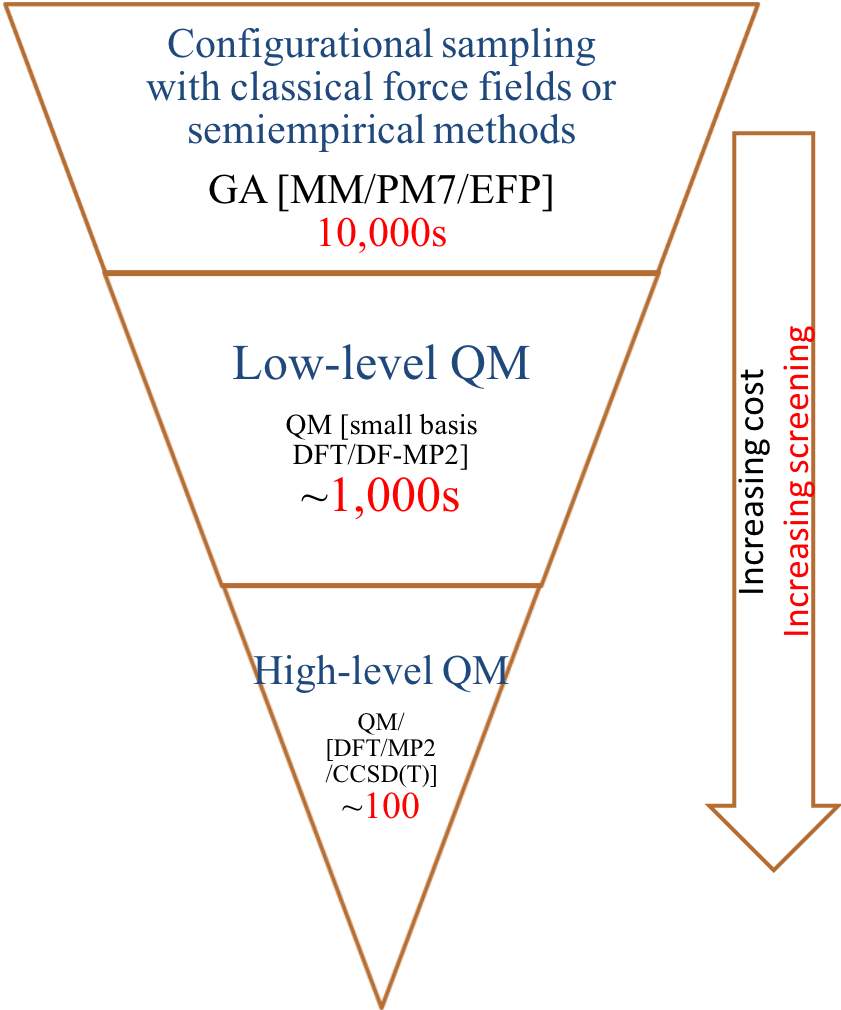 Configurational sampling
with classical force fields or
semiempirical methods
GA [MM/PM7/EFP]
10,000s
Low-level QM
QM [small basis
DFT/DF-MP2]
~1,000s
High-level QM
QM/
[DFT/MP2
/CCSD(T)]
~100
Increasing cost
Increasing screening